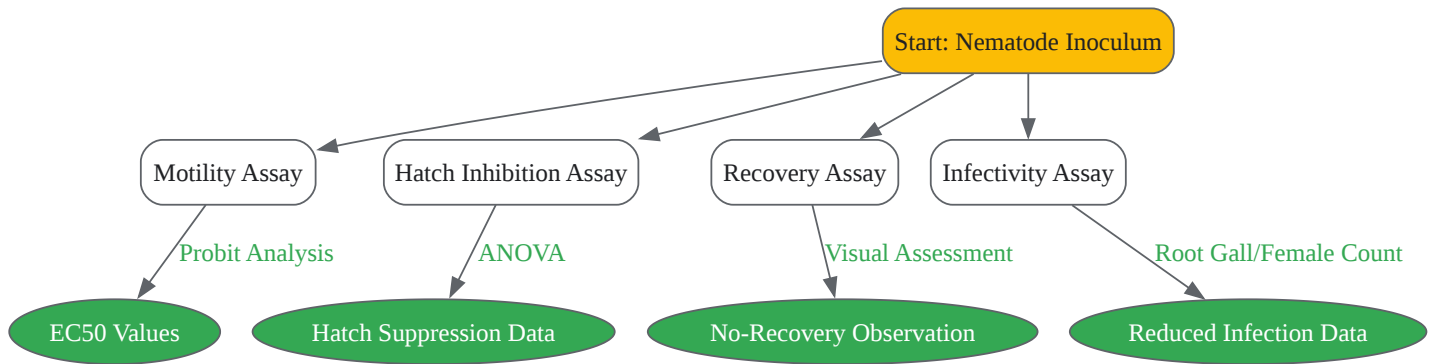 Start: Nematode Inoculum
Motility Assay
Hatch Inhibition Assay
Recovery Assay
Infectivity Assay
Probit Analysis
ANOVA
Visual Assessment
Root Gall/Female Count
EC50 Values
Hatch Suppression Data
No-Recovery Observation
Reduced Infection Data